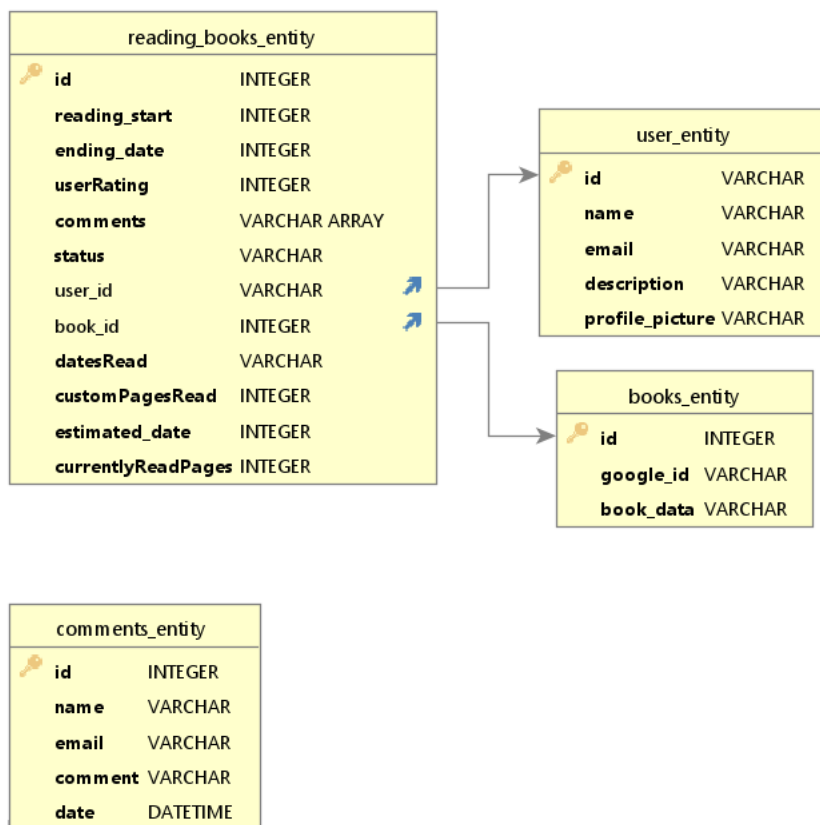 reading_books_entity
id INTEGER
reading_start INTEGER
ending_date INTEGER
userRating INTEGER
comments VARCHAR ARRAY
status VARCHAR
user_id VARCHAR
book_id INTEGER
datesRead VARCHAR
customPagesRead INTEGER
estimated_date INTEGER
currentlyReadPages INTEGER
user_entity
id VARCHAR
name VARCHAR
email VARCHAR
description VARCHAR
profile_picture VARCHAR
books_entity
id INTEGER
google_id VARCHAR
book_data VARCHAR
comments_entity
id INTEGER
name VARCHAR
email VARCHAR
comment VARCHAR
date DATETIME